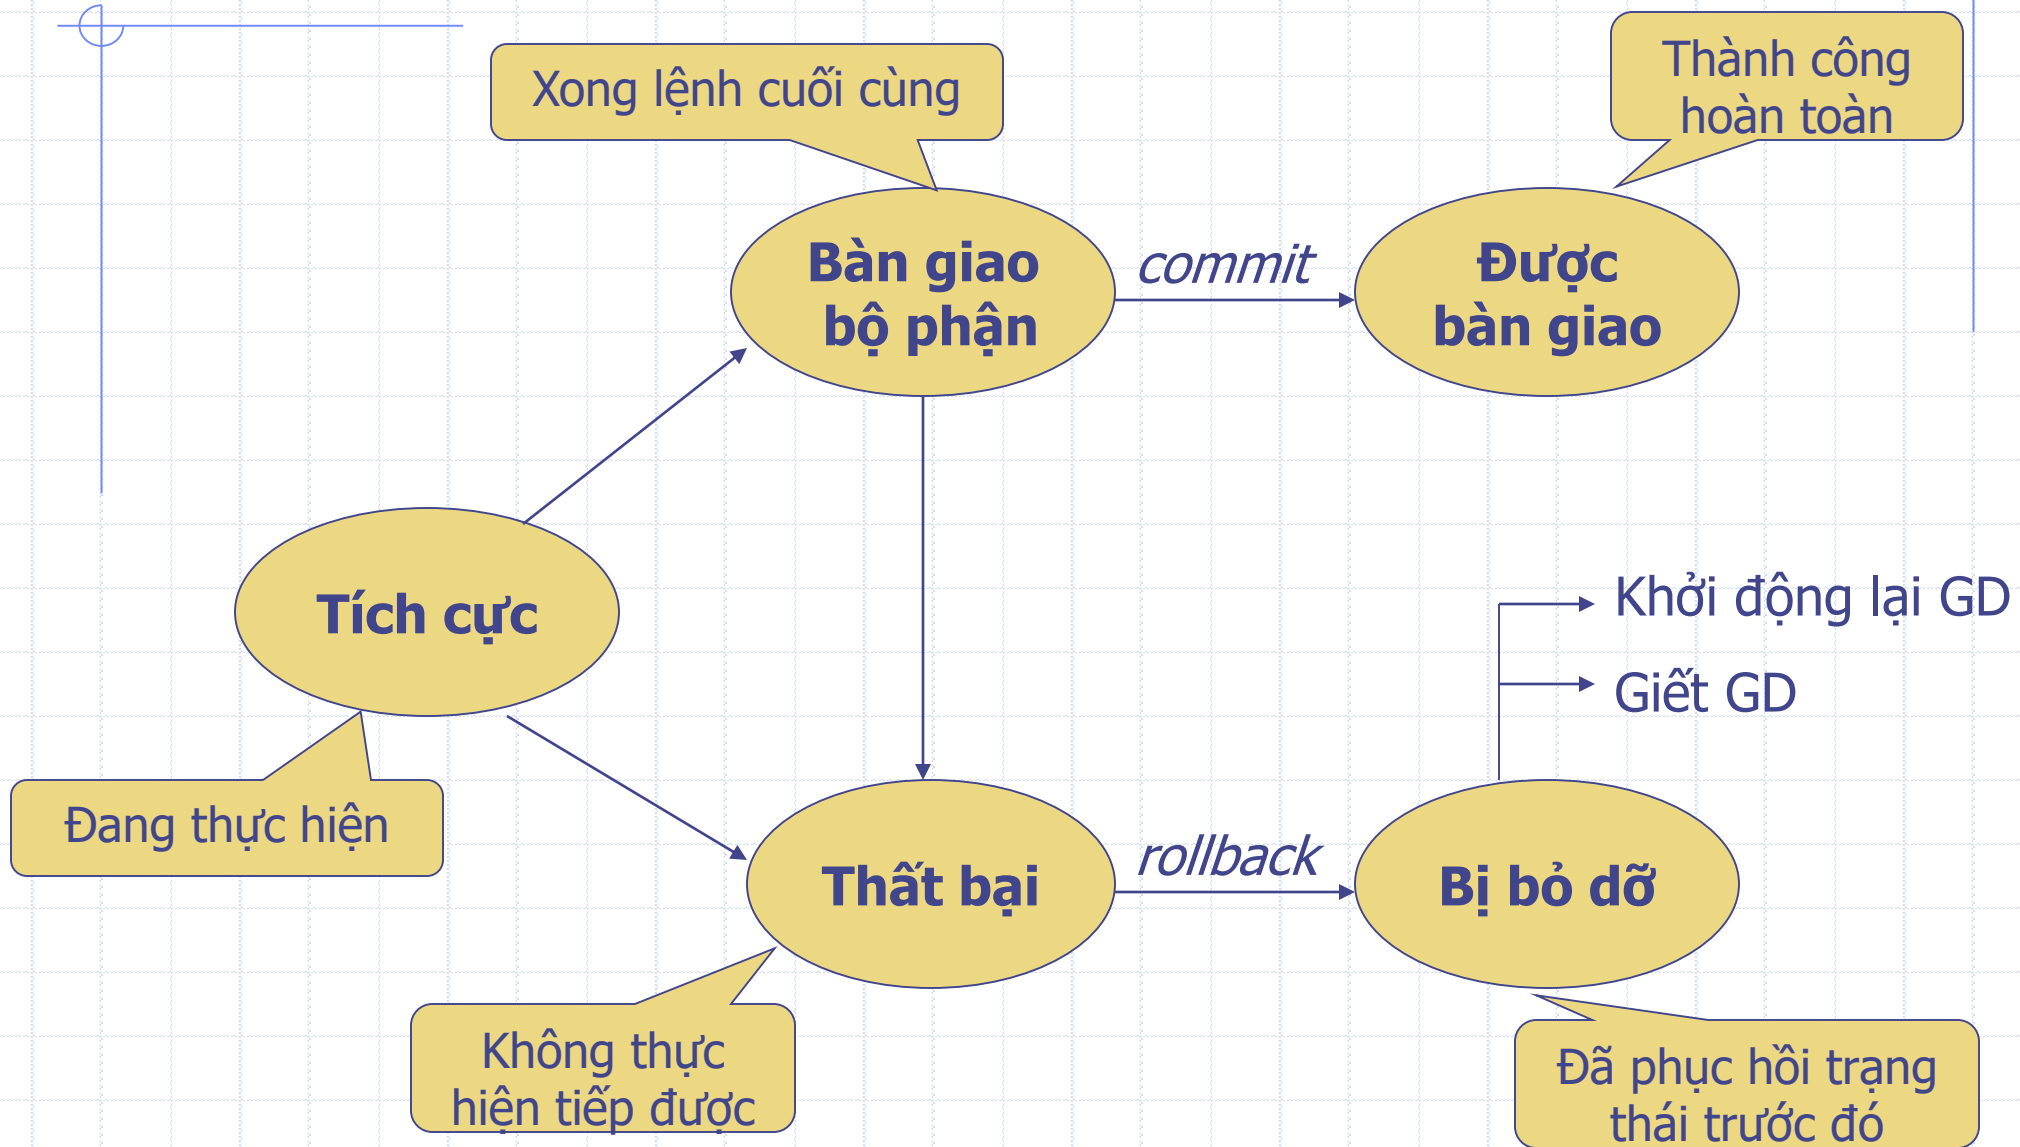 Xong lệnh cuối cùng
Thành công
hoàn toàn
Bàn giao
bộ phận
commit
Được
bàn giao
Tích cực
Khởi động lại GD
Giết GD
Đang thực hiện
Thất bại
rollback
Bị bỏ dỡ
Không thực
hiện tiếp được
Đã phục hồi trạng
thái trước đó